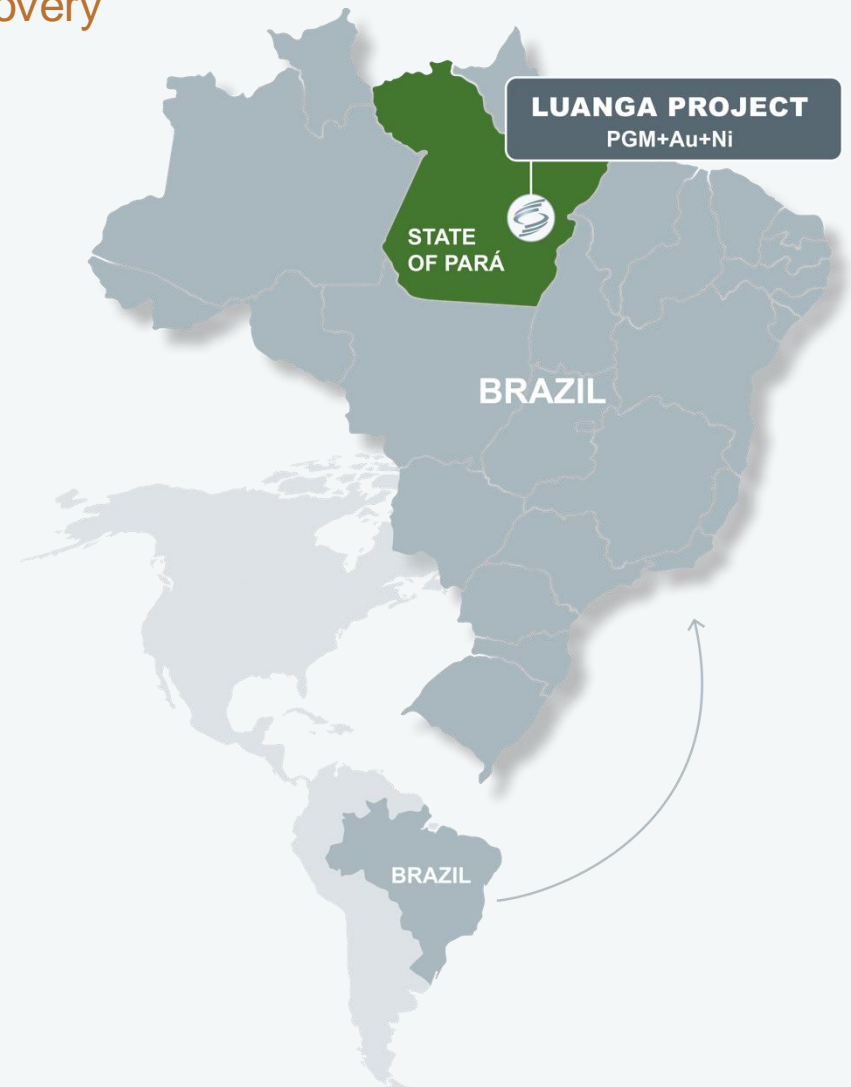 overy
LUANGA PROJECT
PGM+Au+Ni
STATE
OF PARÁ
BRAZIL
BRAZIL